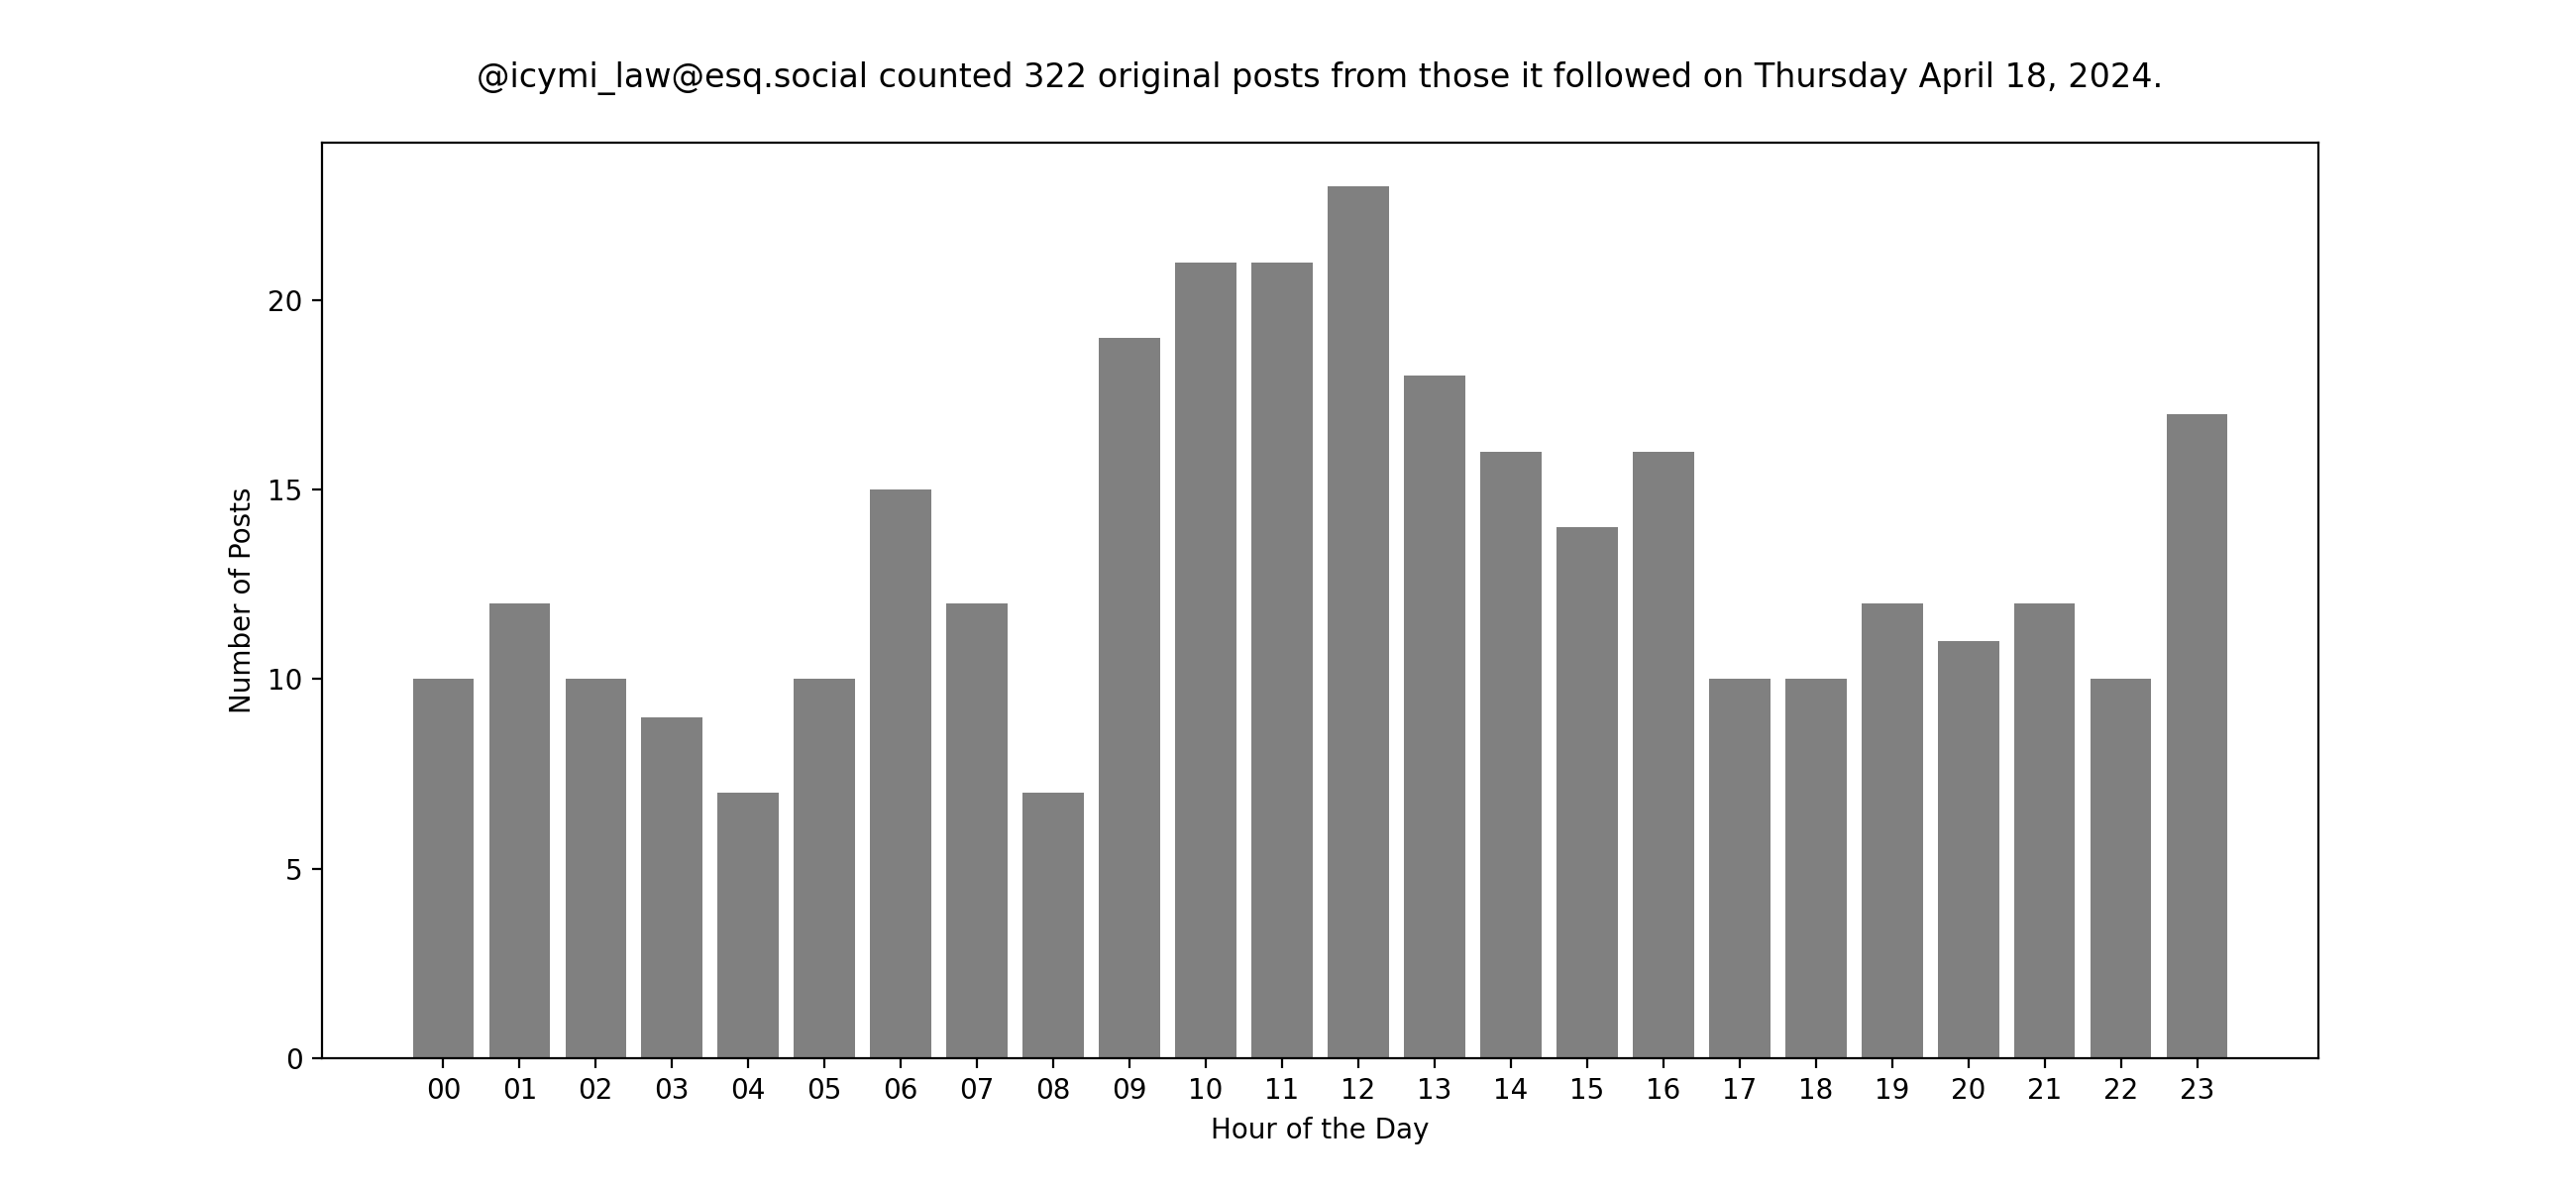 @icymi_law@esq.social counted 322 original posts from those it followed on Thursday April 18, 2024.
20
15
10
5
0
Number of Posts
00 01 02 03 04 05 06 07 08 09 10 11 12 13 14 15 16 17 18 19 20 21 22 23
Hour of the Day